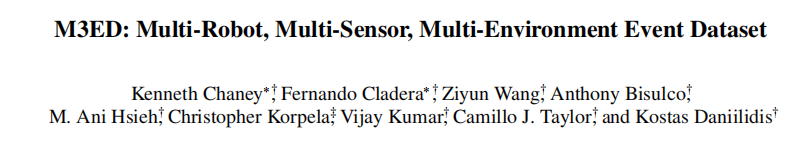 M3ED: Multi-Robot, Multi-Sensor, Multi-Environment Event Dataset
Kenneth Chaney*,† Fernando Cladera*,† Ziyun Wang,† Anthony Bisulco,†
M. Ani Hsieh,† Christopher Korpela,‡ Vijay Kumar,† Camillo J. Taylor,† and Kostas Daniilidis†